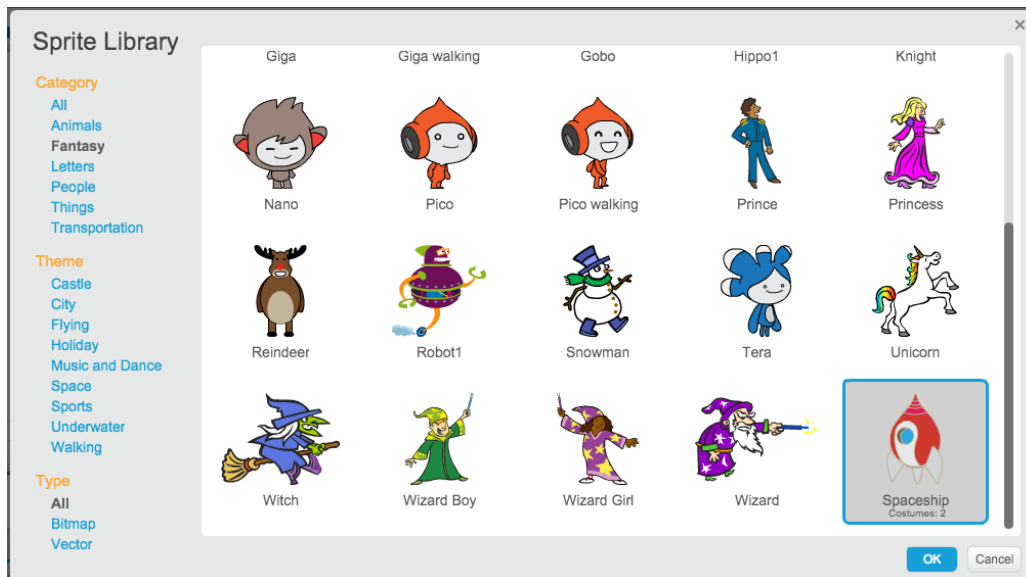 ×
Sprite Library
Category
All
Animals
Fantasy
Letters
People
Things
Transportation
Theme
Castle
City
Flying
Holiday
Music and Dance
Space
Sports
Underwater
Walking
Type
All
Bitmap
Vector
Giga Giga walking Gobo Hippo1 Knight
Nano Pico Pico walking Prince Princess
Reindeer Robot1 Snowman Tera Unicorn
Witch Wizard Boy Wizard Girl Wizard Spaceship
Costumes: 2
OK Cancel